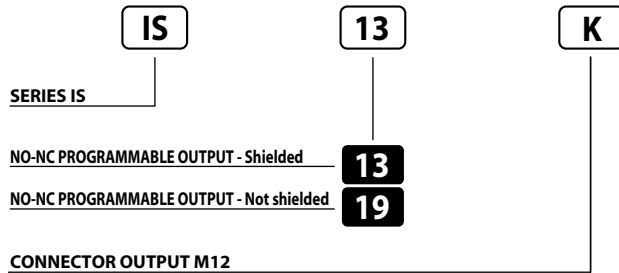 IS 13 K
SERIES IS
NO-NC PROGRAMMABLE OUTPUT - Shielded 13
NO-NC PROGRAMMABLE OUTPUT - Not shielded 19
CONNECTOR OUTPUT M12